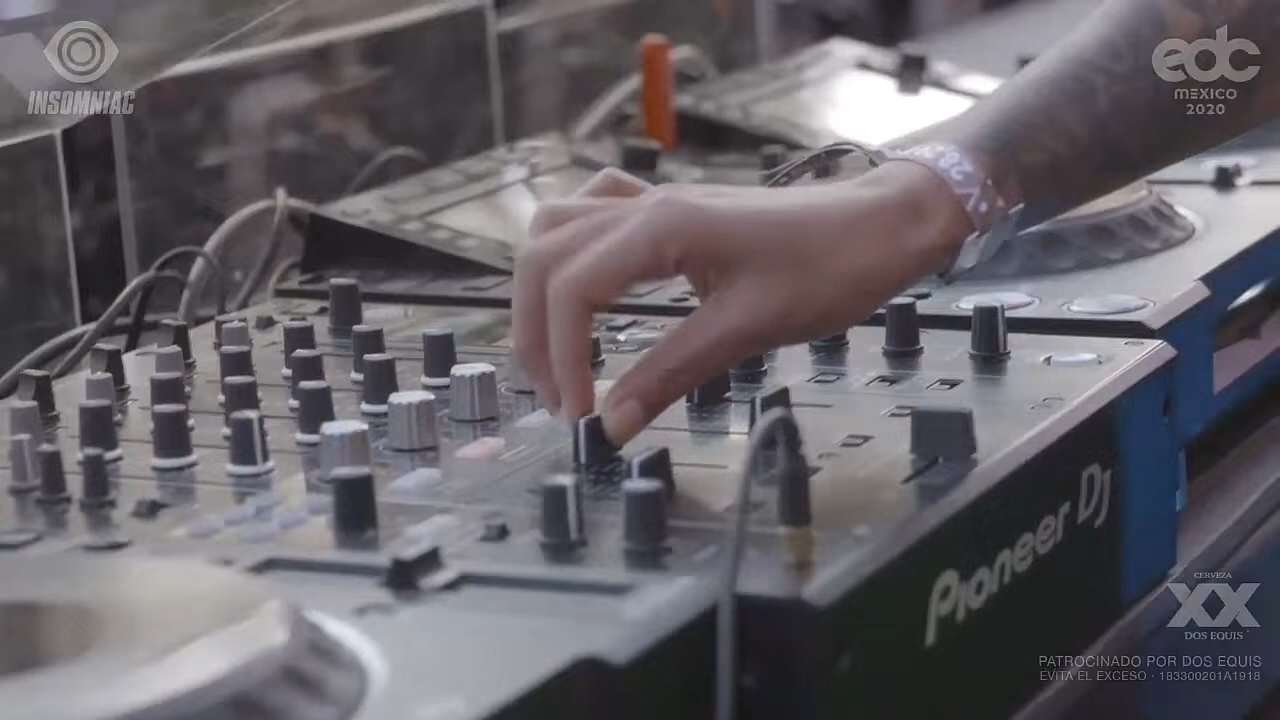 INSOMNIAC
edc
MEXICO
2020
Pioneer Dj
CERVEZA
XX
DOS EQUIS
PATROCINADO POR DOS EQUIS
EVITA EL EXCESO · 183300201A1918